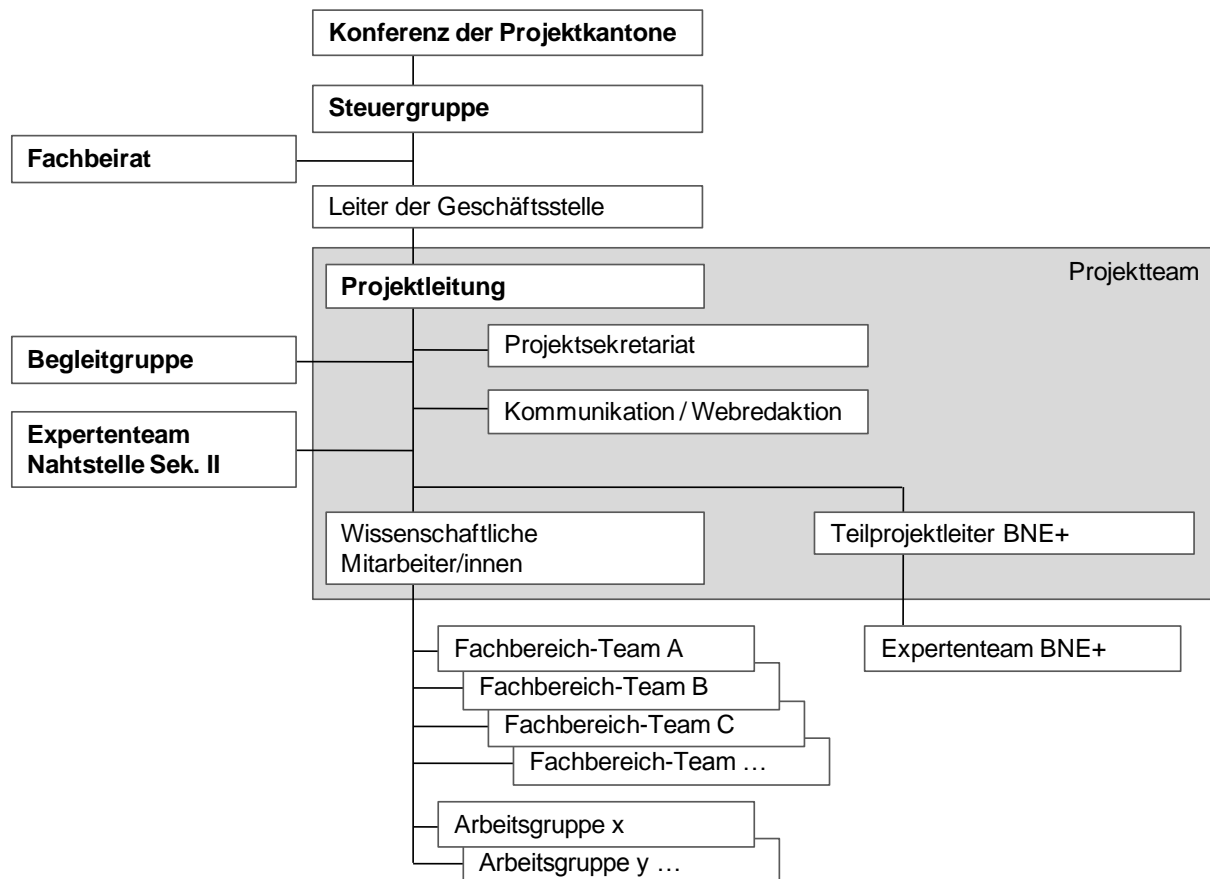 Konferenz der Projektkantone
Steuergruppe
Fachbeirat
Leiter der Geschäftsstelle
Projektteam
Projektleitung
Projektsekretariat
Begleitgruppe
Kommunikation / Webredaktion
Expertenteam
Nahtstelle Sek. II
Wissenschaftliche
Mitarbeiter/innen
Teilprojektleiter BNE+
Fachbereich-Team A
Expertenteam BNE+
Fachbereich-Team B
Fachbereich-Team C
Fachbereich-Team …
Arbeitsgruppe x
Arbeitsgruppe y …